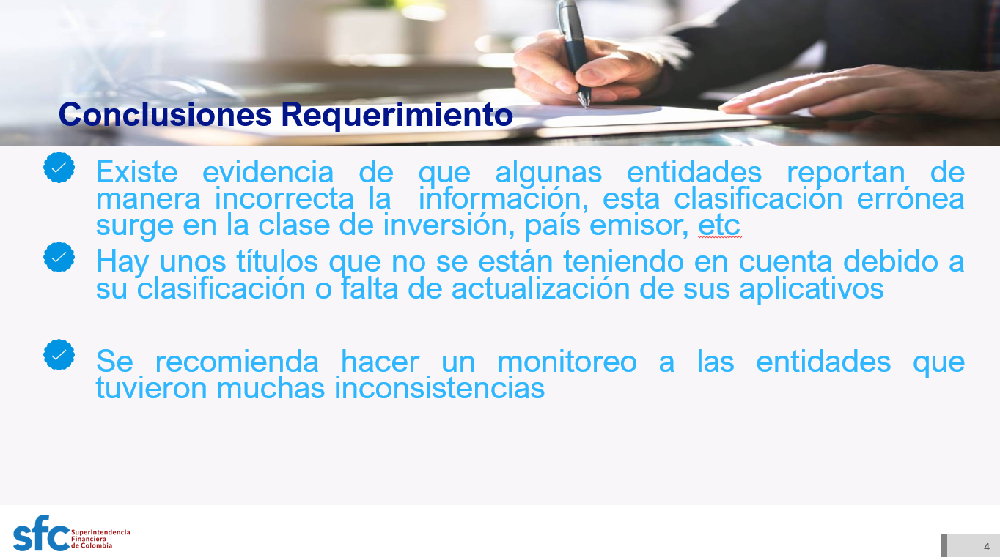 Conclusiones Requerimiento
Existe evidencia de que algunas entidades reportan de
manera incorrecta la información, esta clasificación errónea
surge en la clase de inversión, país emisor, etc
Hay unos títulos que no se están teniendo en cuenta debido a
su clasificación o falta de actualización de sus aplicativos
Se recomienda hacer un monitoreo a las entidades que
tuvieron muchas inconsistencias
sfc
Superintendencia
Financiera
de Colombia
4